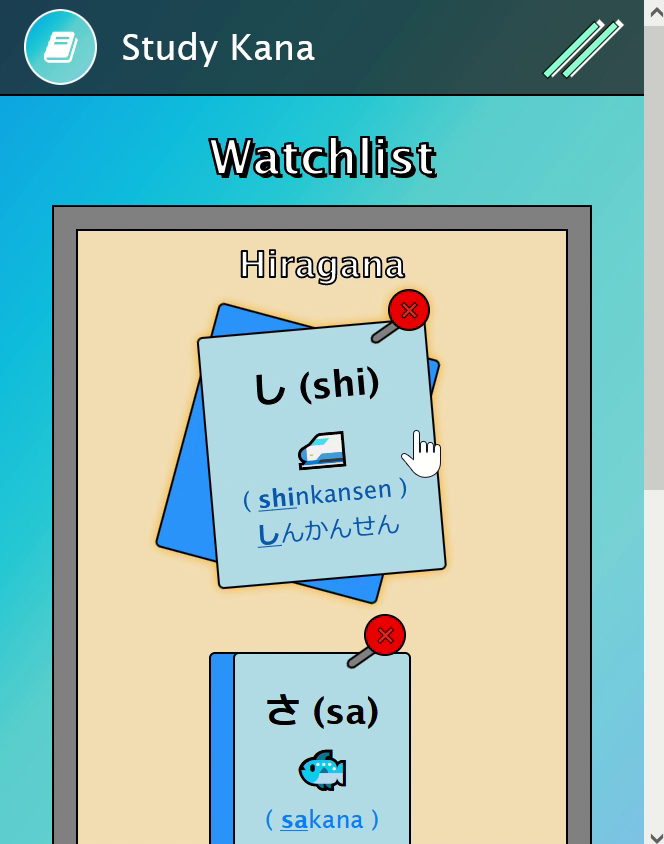 Study Kana
Watchlist
Hiragana
し (shi)
( shinkansen )
しんかんせん
さ (sa)
( sakana )